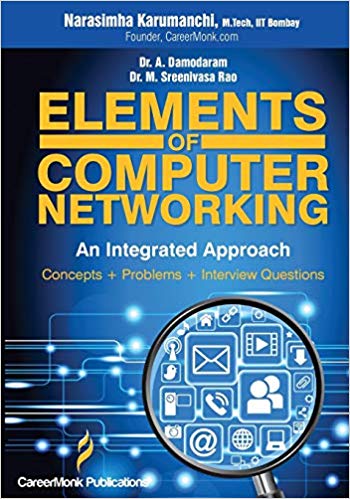 Narasimha Karumanchi, M.Tech, IIT Bombay
Founder, CareerMonk.com
Dr. A. Damodaram
Dr. M. Sreenivasa Rao
ELEMENTS
OF
COMPUTER
NETWORKING
An Integrated Approach
Concepts + Problems + Interview Questions
@
CareerMonk Publications